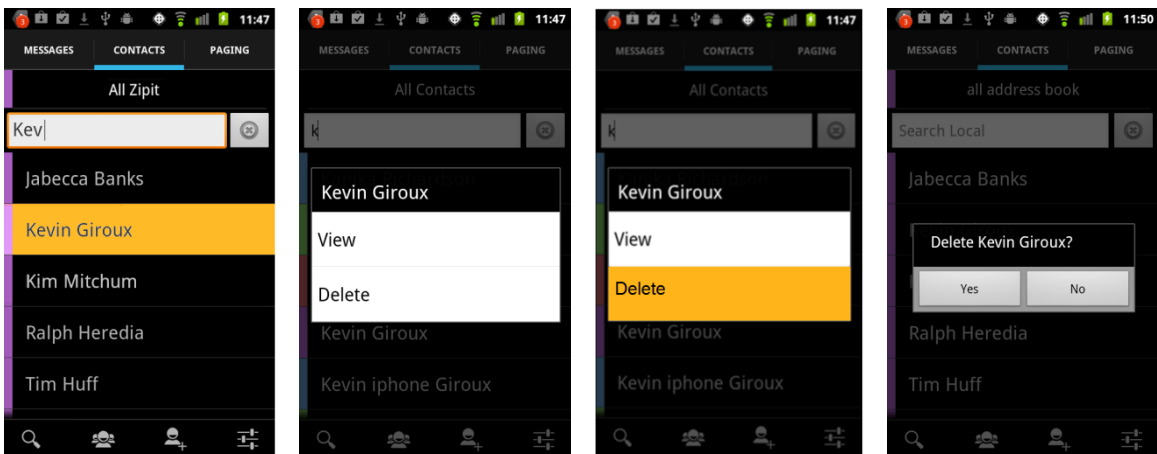 11:47
MESSAGES CONTACTS PAGING
All Zipit
Kev
Jabecca Banks
Kevin Giroux
Kim Mitchum
Ralph Heredia
Tim Huff
11:47
MESSAGES CONTACTS PAGING
All Contacts
k
Kevin Giroux
View
Delete
Kevin Giroux
Kevin iphone Giroux
11:47
MESSAGES CONTACTS PAGING
All Contacts
k
Kevin Giroux
View
Delete
Kevin Giroux
Kevin iphone Giroux
11:50
MESSAGES CONTACTS PAGING
all address book
Search Local
Jabecca Banks
Delete Kevin Giroux?
Yes No
Ralph Heredia
Tim Huff